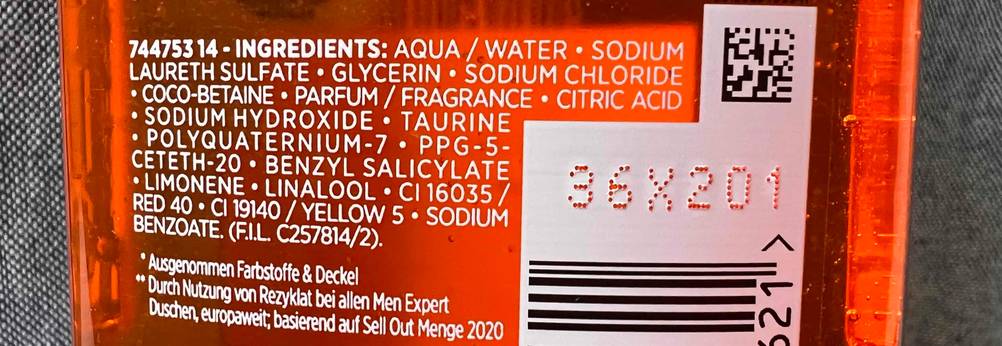 744753 14 - INGREDIENTS: AQUA / WATER • SODIUM
LAURETH SULFATE • GLYCERIN • SODIUM CHLORIDE
• COCO-BETAINE • PARFUM / FRAGRANCE • CITRIC ACID
• SODIUM HYDROXIDE • TAURINE
• POLYQUATERNIUM-7 • PPG-5-
CETETH-20 • BENZYL SALICYLATE
• LIMONENE • LINALOOL • CI 16035 /
RED 40 • CI 19140 / YELLOW 5 • SODIUM
BENZOATE. (F.I.L. C257814/2).
* Ausgenommen Farbstoffe & Deckel
** Durch Nutzung von Rezyklat bei allen Men Expert
Duschen, europaweit; basierend auf Sell Out Menge 2020
36X201
621 >